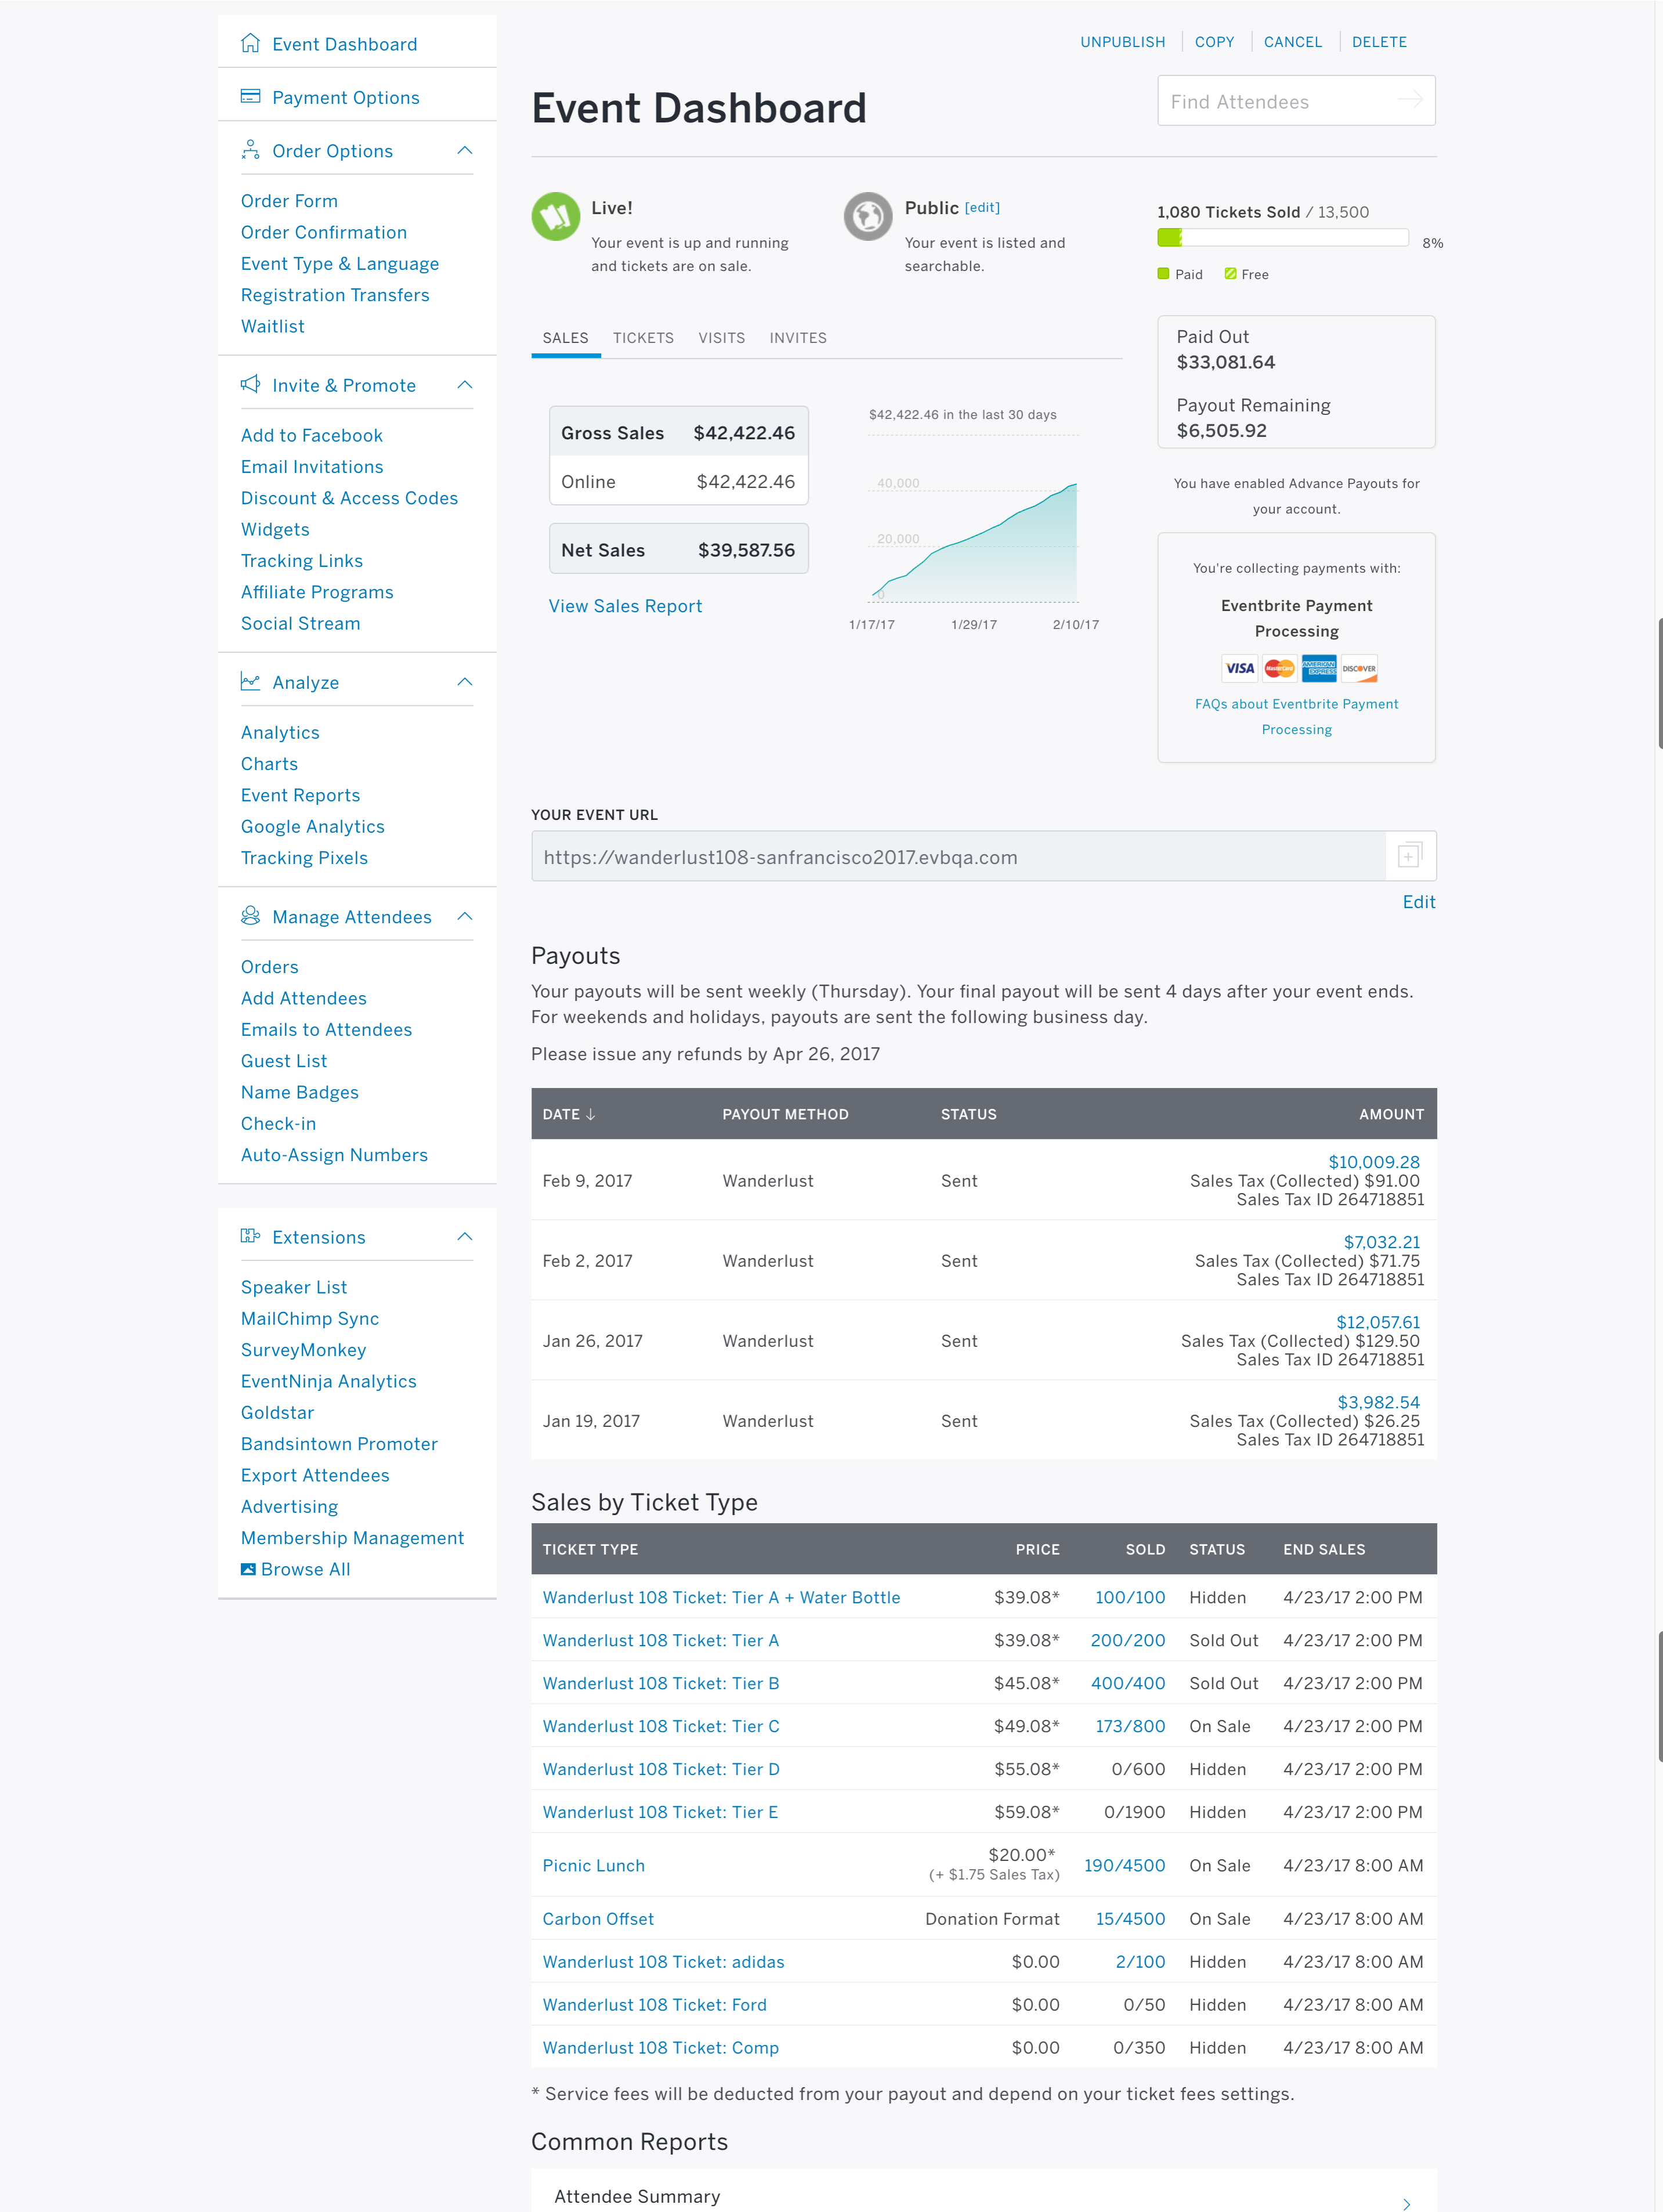 Event Dashboard
Payment Options
Order Options
Order Form
Order Confirmation
Event Type & Language
Registration Transfers
Waitlist
Invite & Promote
Add to Facebook
Email Invitations
Discount & Access Codes
Widgets
Tracking Links
Affiliate Programs
Social Stream
Analyze
Analytics
Charts
Event Reports
Google Analytics
Tracking Pixels
Manage Attendees
Orders
Add Attendees
Emails to Attendees
Guest List
Name Badges
Check-in
Auto-Assign Numbers
Extensions
Speaker List
MailChimp Sync
SurveyMonkey
EventNinja Analytics
Goldstar
Bandsintown Promoter
Export Attendees
Advertising
Membership Management
Browse All
UNPUBLISH COPY CANCEL DELETE
Event Dashboard
Find Attendees
Live!
Your event is up and running
and tickets are on sale.
Public [edit]
Your event is listed and
searchable.
1,080 Tickets Sold / 13,500
8%
Paid Free
SALES TICKETS VISITS INVITES
Gross Sales $42,422.46
Online $42,422.46
Net Sales $39,587.56
View Sales Report
$42,422.46 in the last 30 days
40,000
20,000
0
1/17/17 1/29/17 2/10/17
Paid Out
$33,081.64
Payout Remaining
$6,505.92
You have enabled Advance Payouts for
your account.
You're collecting payments with:
Eventbrite Payment
Processing
VISA MasterCard AMERICAN EXPRESS DISCOVER
FAQs about Eventbrite Payment
Processing
YOUR EVENT URL
https://wanderlust108-sanfrancisco2017.evbqa.com
Edit
Payouts
Your payouts will be sent weekly (Thursday). Your final payout will be sent 4 days after your event ends.
For weekends and holidays, payouts are sent the following business day.
Please issue any refunds by Apr 26, 2017
DATE ↓ PAYOUT METHOD STATUS AMOUNT
Feb 9, 2017 Wanderlust Sent $10,009.28
Sales Tax (Collected) $91.00
Sales Tax ID 264718851
Feb 2, 2017 Wanderlust Sent $7,032.21
Sales Tax (Collected) $71.75
Sales Tax ID 264718851
Jan 26, 2017 Wanderlust Sent $12,057.61
Sales Tax (Collected) $129.50
Sales Tax ID 264718851
Jan 19, 2017 Wanderlust Sent $3,982.54
Sales Tax (Collected) $26.25
Sales Tax ID 264718851
Sales by Ticket Type
TICKET TYPE PRICE SOLD STATUS END SALES
Wanderlust 108 Ticket: Tier A + Water Bottle $39.08* 100/100 Hidden 4/23/17 2:00 PM
Wanderlust 108 Ticket: Tier A $39.08* 200/200 Sold Out 4/23/17 2:00 PM
Wanderlust 108 Ticket: Tier B $45.08* 400/400 Sold Out 4/23/17 2:00 PM
Wanderlust 108 Ticket: Tier C $49.08* 173/800 On Sale 4/23/17 2:00 PM
Wanderlust 108 Ticket: Tier D $55.08* 0/600 Hidden 4/23/17 2:00 PM
Wanderlust 108 Ticket: Tier E $59.08* 0/1900 Hidden 4/23/17 2:00 PM
Picnic Lunch $20.00* 190/4500 On Sale 4/23/17 8:00 AM
(+ $1.75 Sales Tax)
Carbon Offset Donation Format 15/4500 On Sale 4/23/17 8:00 AM
Wanderlust 108 Ticket: adidas $0.00 2/100 Hidden 4/23/17 8:00 AM
Wanderlust 108 Ticket: Ford $0.00 0/50 Hidden 4/23/17 8:00 AM
Wanderlust 108 Ticket: Comp $0.00 0/350 Hidden 4/23/17 8:00 AM
* Service fees will be deducted from your payout and depend on your ticket fees settings.
Common Reports
Attendee Summary